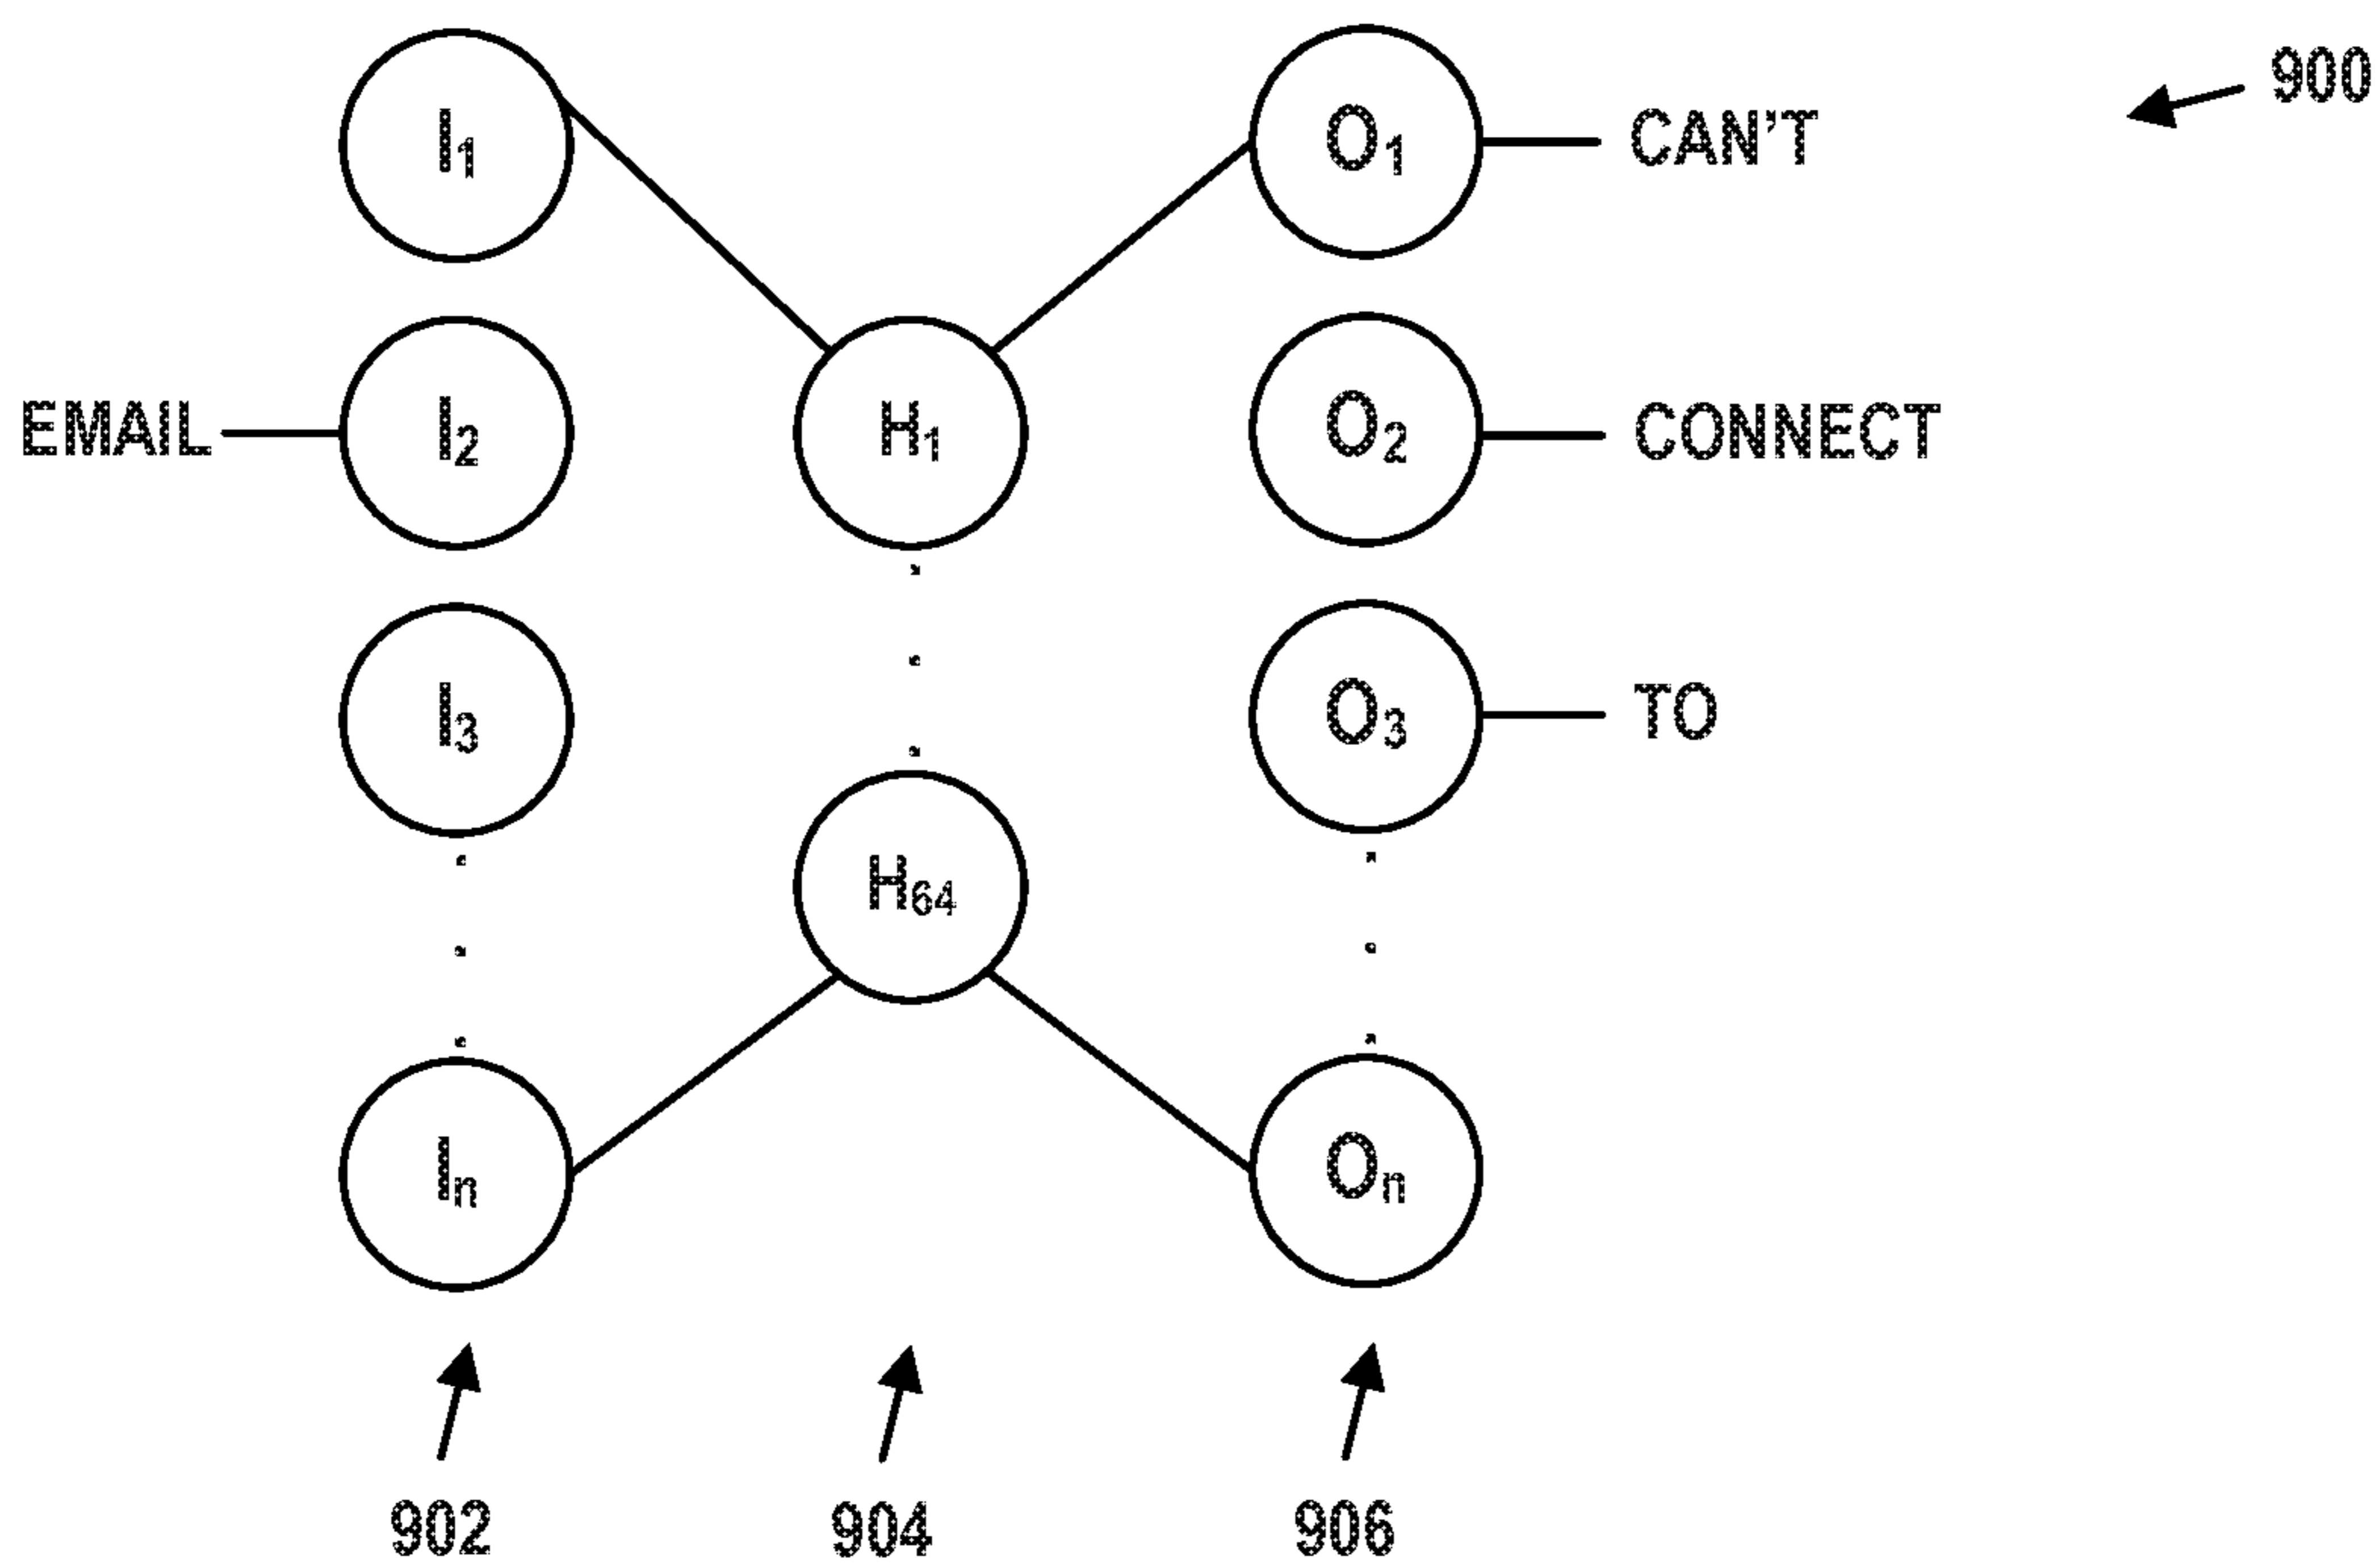 I1 O1 CAN'T 900
EMAIL I2 H1 O2 CONNECT
I3 O3 TO
H64
In On
902 904 906